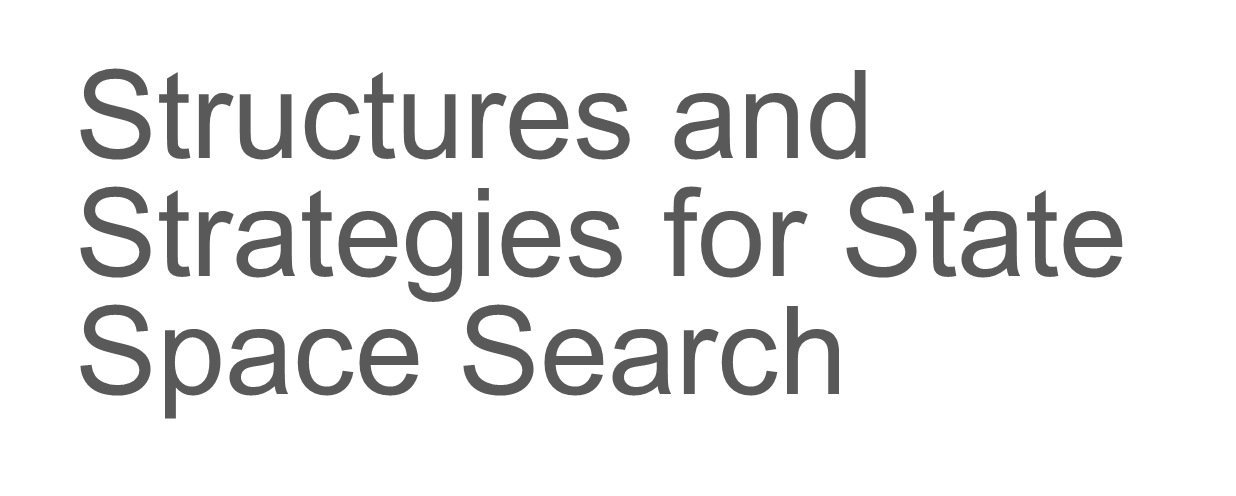 Structures and
Strategies for State
Space Search